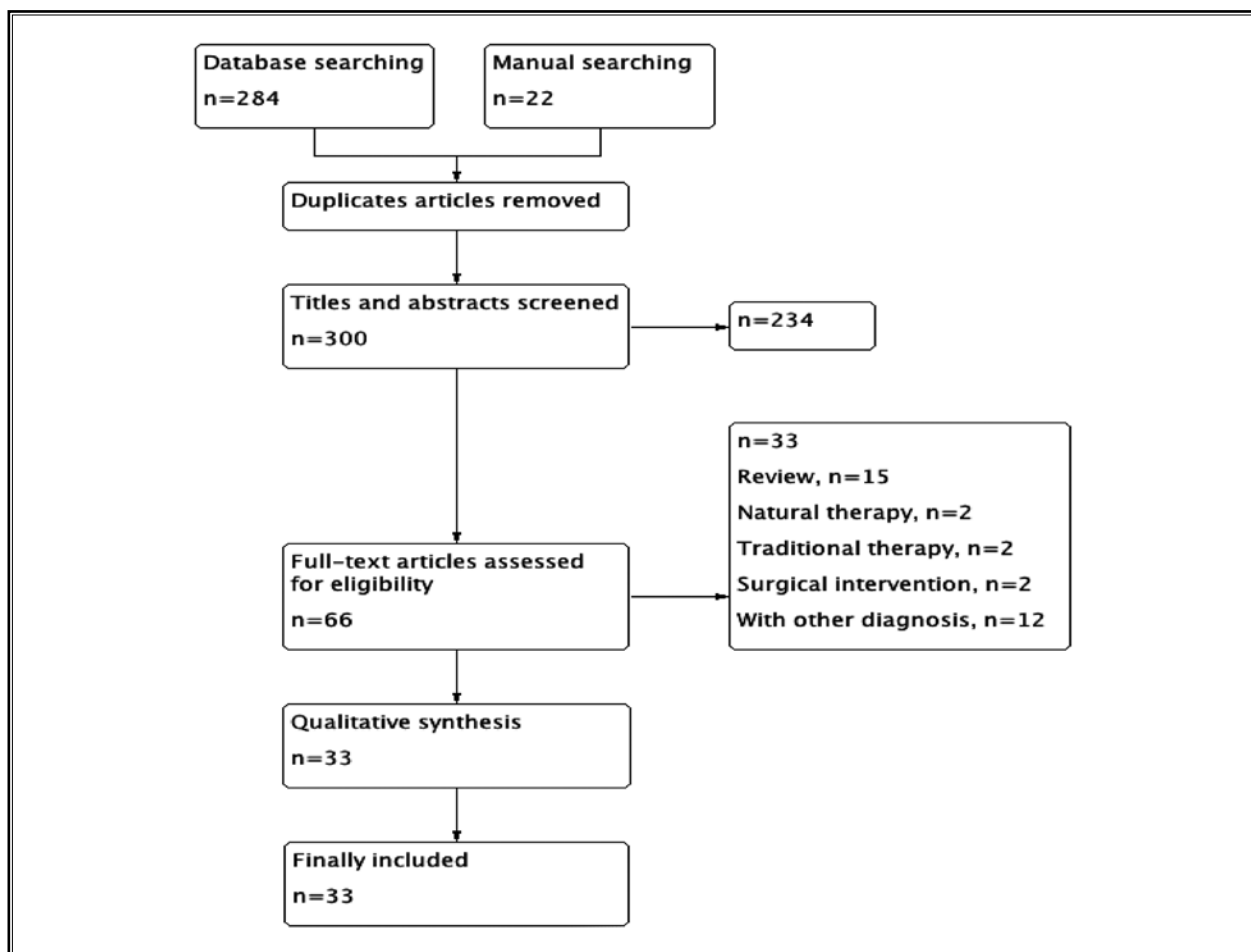 Database searching
n=284
Manual searching
n=22
Duplicates articles removed
Titles and abstracts screened
n=300
n=234
n=33
Review, n=15
Natural therapy, n=2
Traditional therapy, n=2
Surgical intervention, n=2
With other diagnosis, n=12
Full-text articles assessed
for eligibility
n=66
Qualitative synthesis
n=33
Finally included
n=33